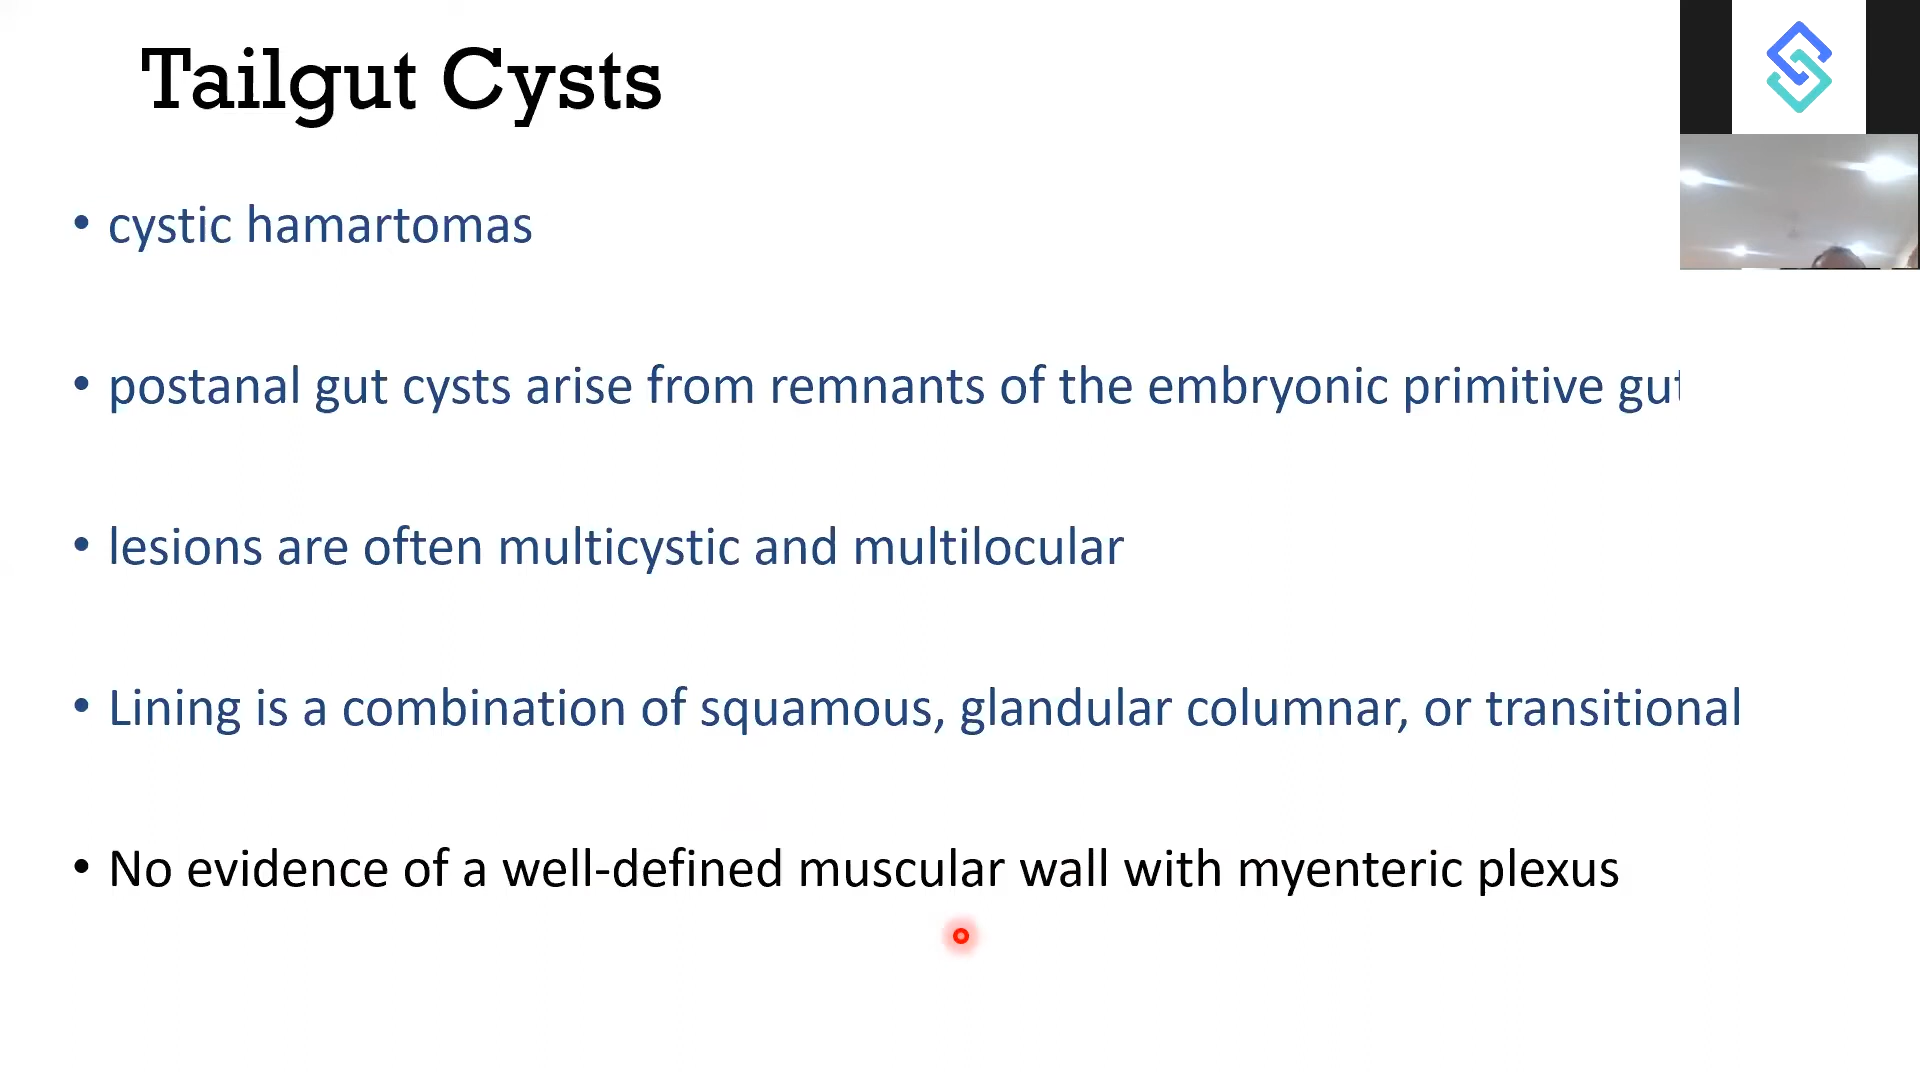 Tailgut Cysts
• cystic hamartomas
• postanal gut cysts arise from remnants of the embryonic primitive gut
• lesions are often multicystic and multilocular
• Lining is a combination of squamous, glandular columnar, or transitional
• No evidence of a well-defined muscular wall with myenteric plexus